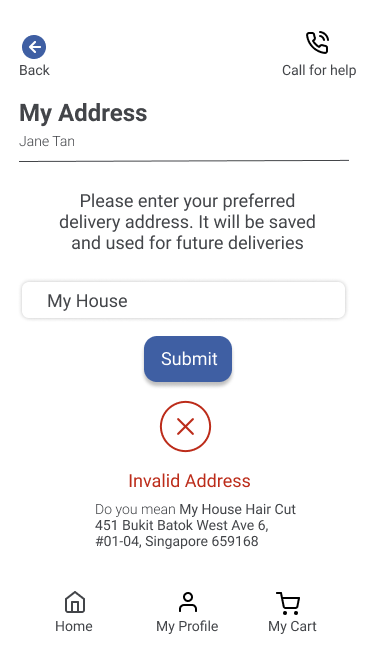 Back
Call for help
My Address
Jane Tan
Please enter your preferred
delivery address. It will be saved
and used for future deliveries
My House
Submit
Invalid Address
Do you mean My House Hair Cut
451 Bukit Batok West Ave 6,
#01-04, Singapore 659168
Home
My Profile
My Cart